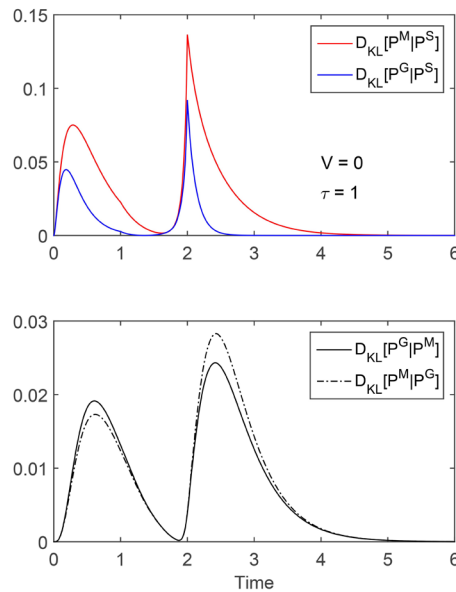 0.15
0.1
0.05
0
D_KL[P^M|P^S]
D_KL[P^G|P^S]
V = 0
τ = 1
0 1 2 3 4 5 6
0.03
0.02
0.01
0
D_KL[P^G|P^M]
D_KL[P^M|P^G]
0 1 2 3 4 5 6
Time